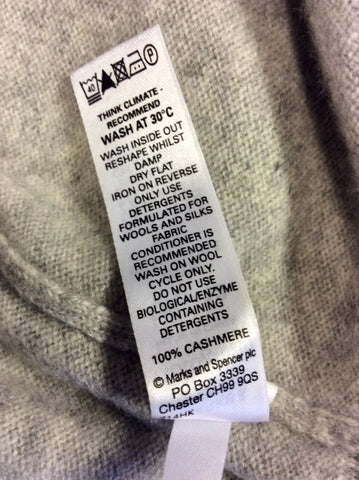 40
P
THINK CLIMATE -
RECOMMEND
WASH AT 30°C
WASH INSIDE OUT
RESHAPE WHILST
DAMP
DRY FLAT
IRON ON REVERSE
ONLY USE
DETERGENTS
FORMULATED FOR
WOOLS AND SILKS
FABRIC
CONDITIONER IS
RECOMMENDED
WASH ON WOOL
CYCLE ONLY.
DO NOT USE
BIOLOGICAL/ENZYME
CONTAINING
DETERGENTS
100% CASHMERE
© Marks and Spencer plc
PO Box 3339
Chester CH99 9QS